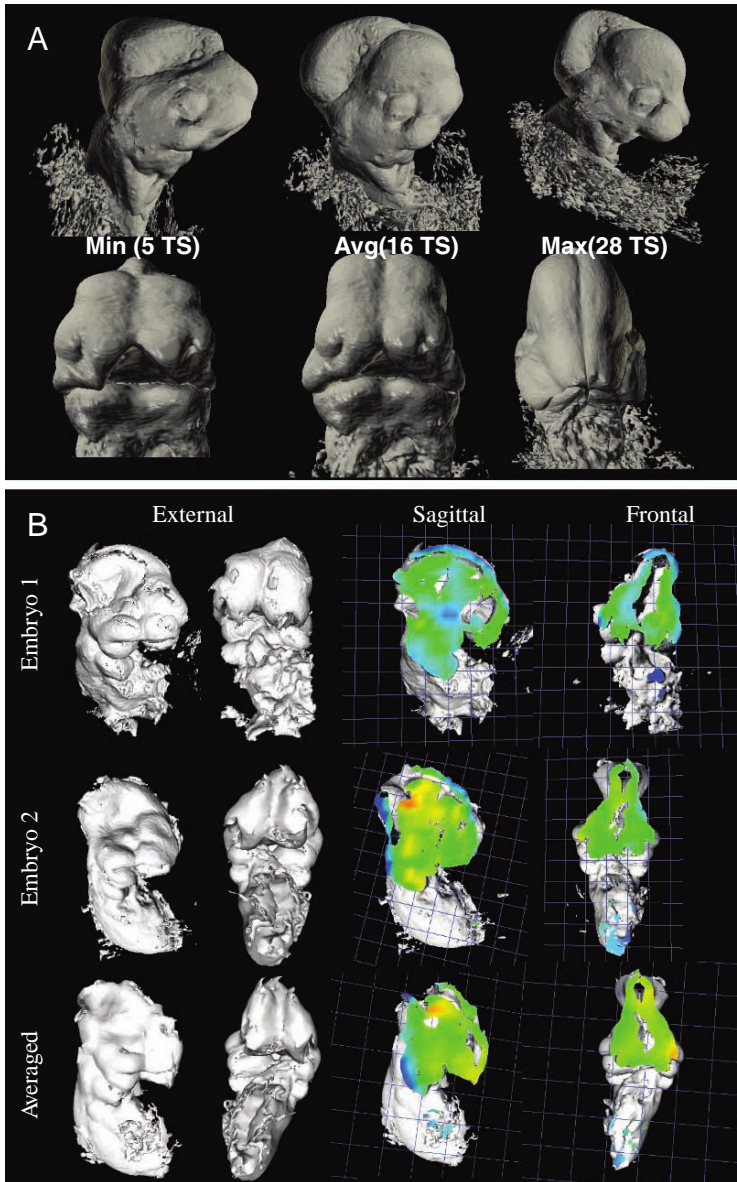 A
Min (5 TS)
Avg(16 TS)
Max(28 TS)
B
External
Sagittal
Frontal
Embryo 1
Embryo 2
Averaged